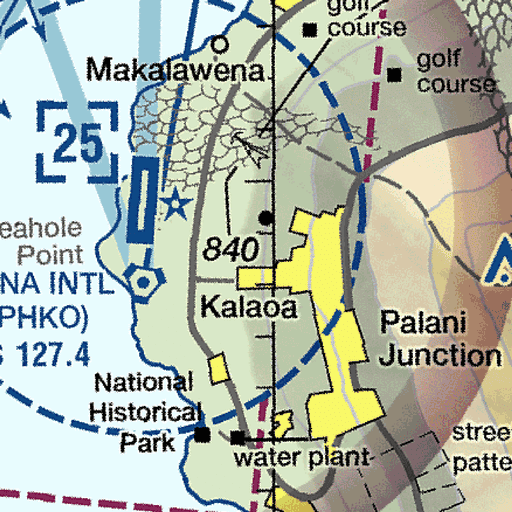 golf
course
golf
course
Makalawena
25
eahole
Point
840
NA INTL
PHKO)
127.4
Kalaoa
Palani
Junction
National
Historical
Park
water plant
stree
patte